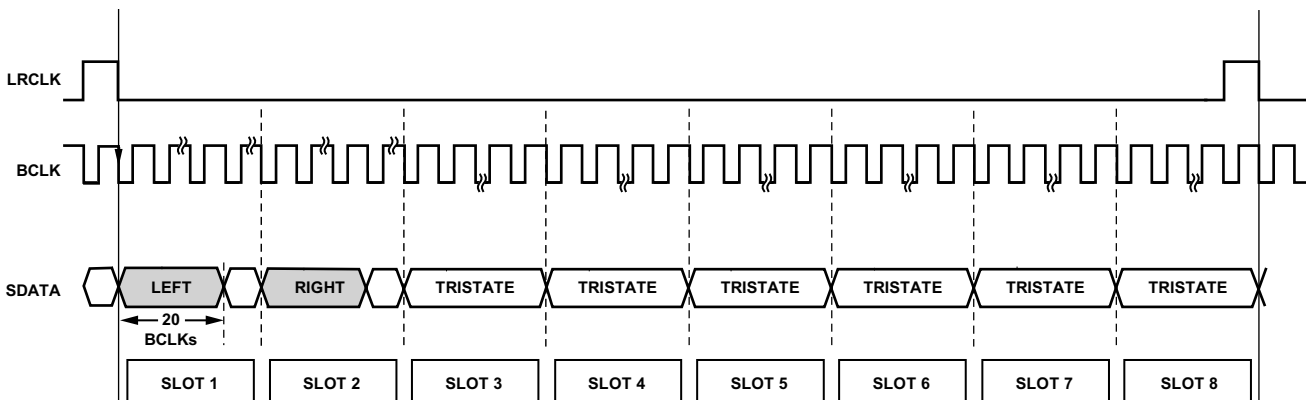 LRCLK
BCLK
SDATA
LEFT
RIGHT
TRISTATE
TRISTATE
TRISTATE
TRISTATE
TRISTATE
TRISTATE
20
BCLKs
SLOT 1
SLOT 2
SLOT 3
SLOT 4
SLOT 5
SLOT 6
SLOT 7
SLOT 8